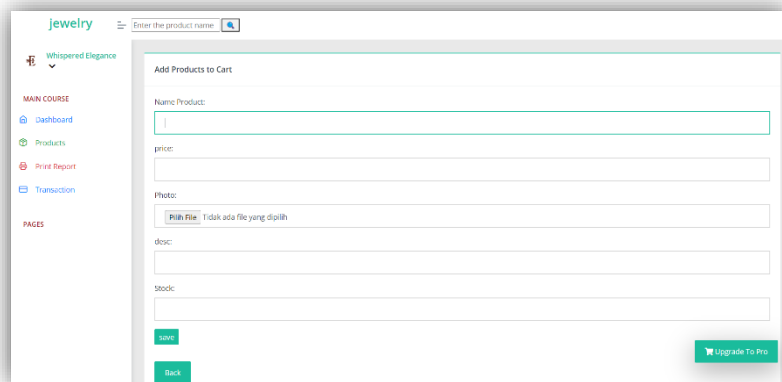 jewelry
Enter the product name
Whispered Elegance
Add Products to Cart
MAIN COURSE
Dashboard
Products
Print Report
Transaction
PAGES
Name Product:
price:
Photo:
Pilih File Tidak ada file yang dipilih
desc:
Stock:
save
Upgrade To Pro
Back